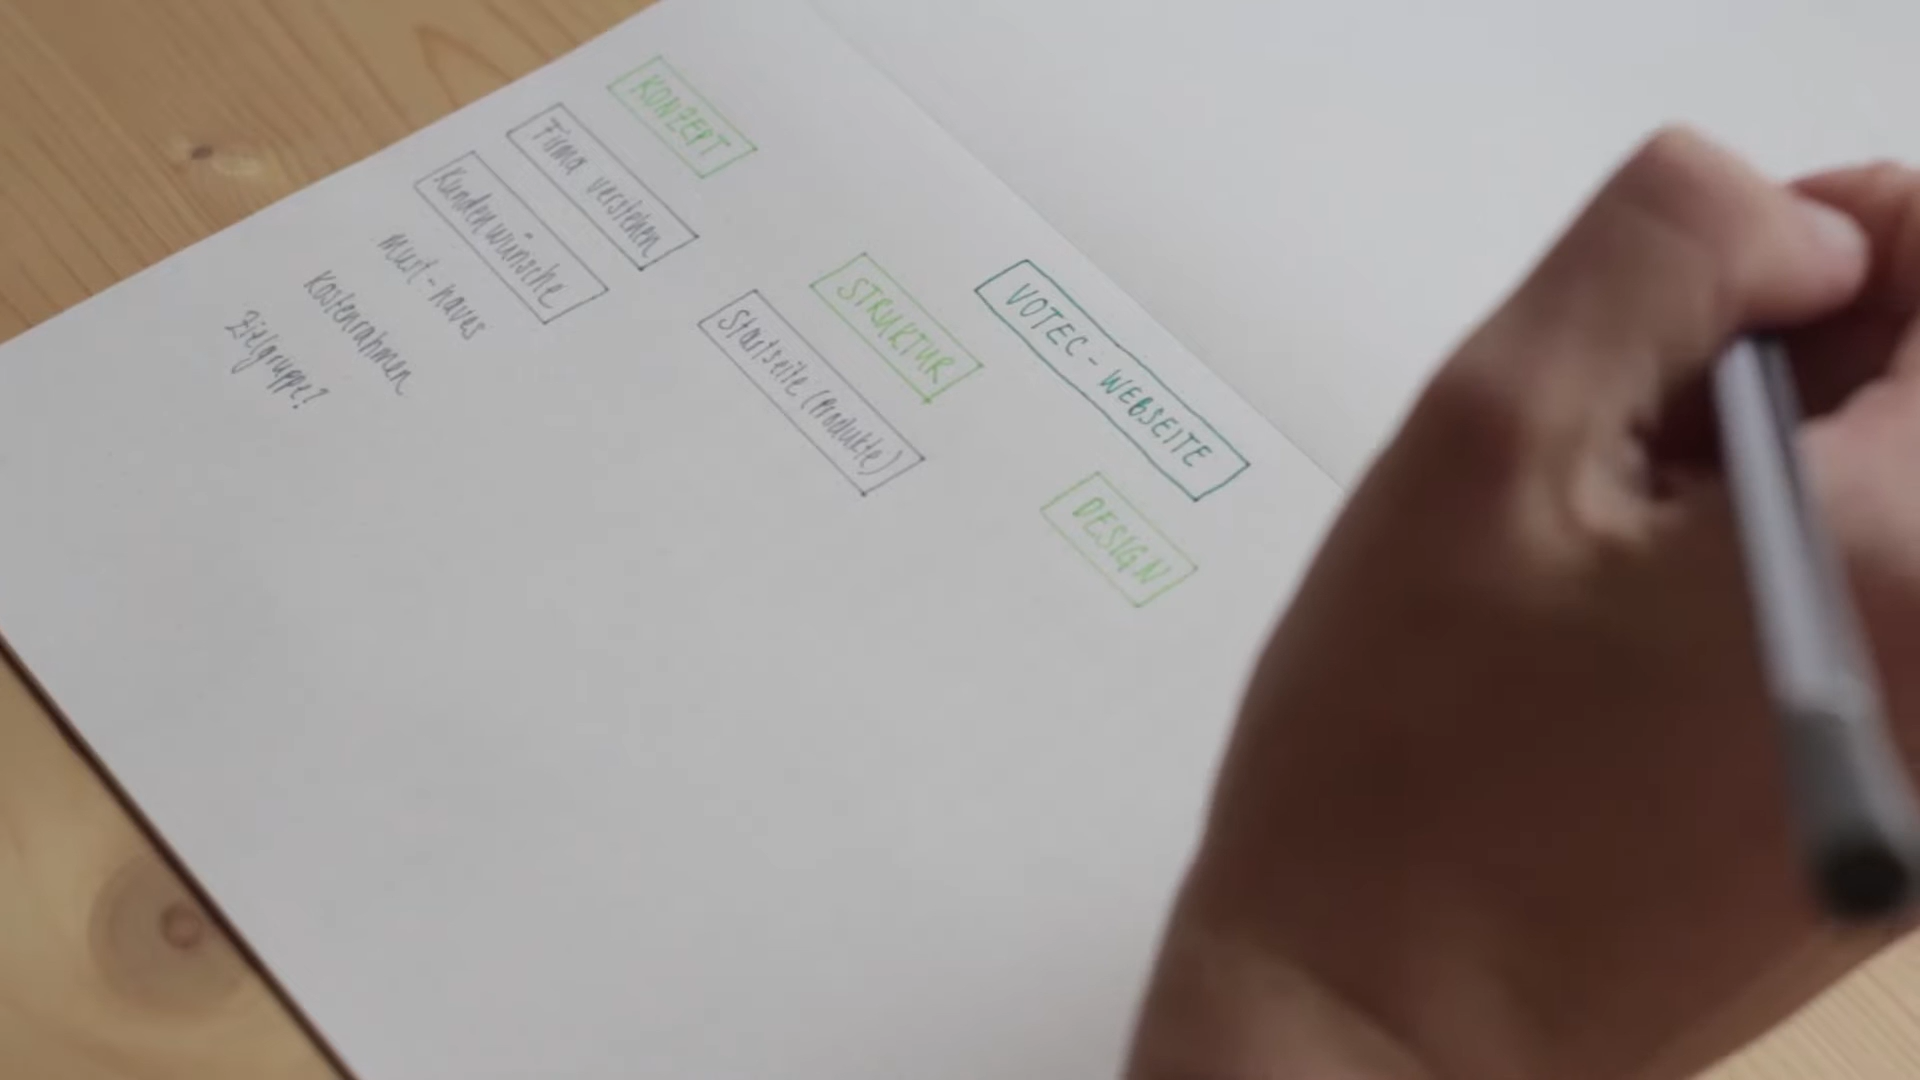 VOTEC - WEBSEITE
KONZEPT
Firma verstehen
Kundenwünsche
must-haves
Kostenrahmen
Zielgruppe?
STRUKTUR
Startseite (Produkte)
DESIGN